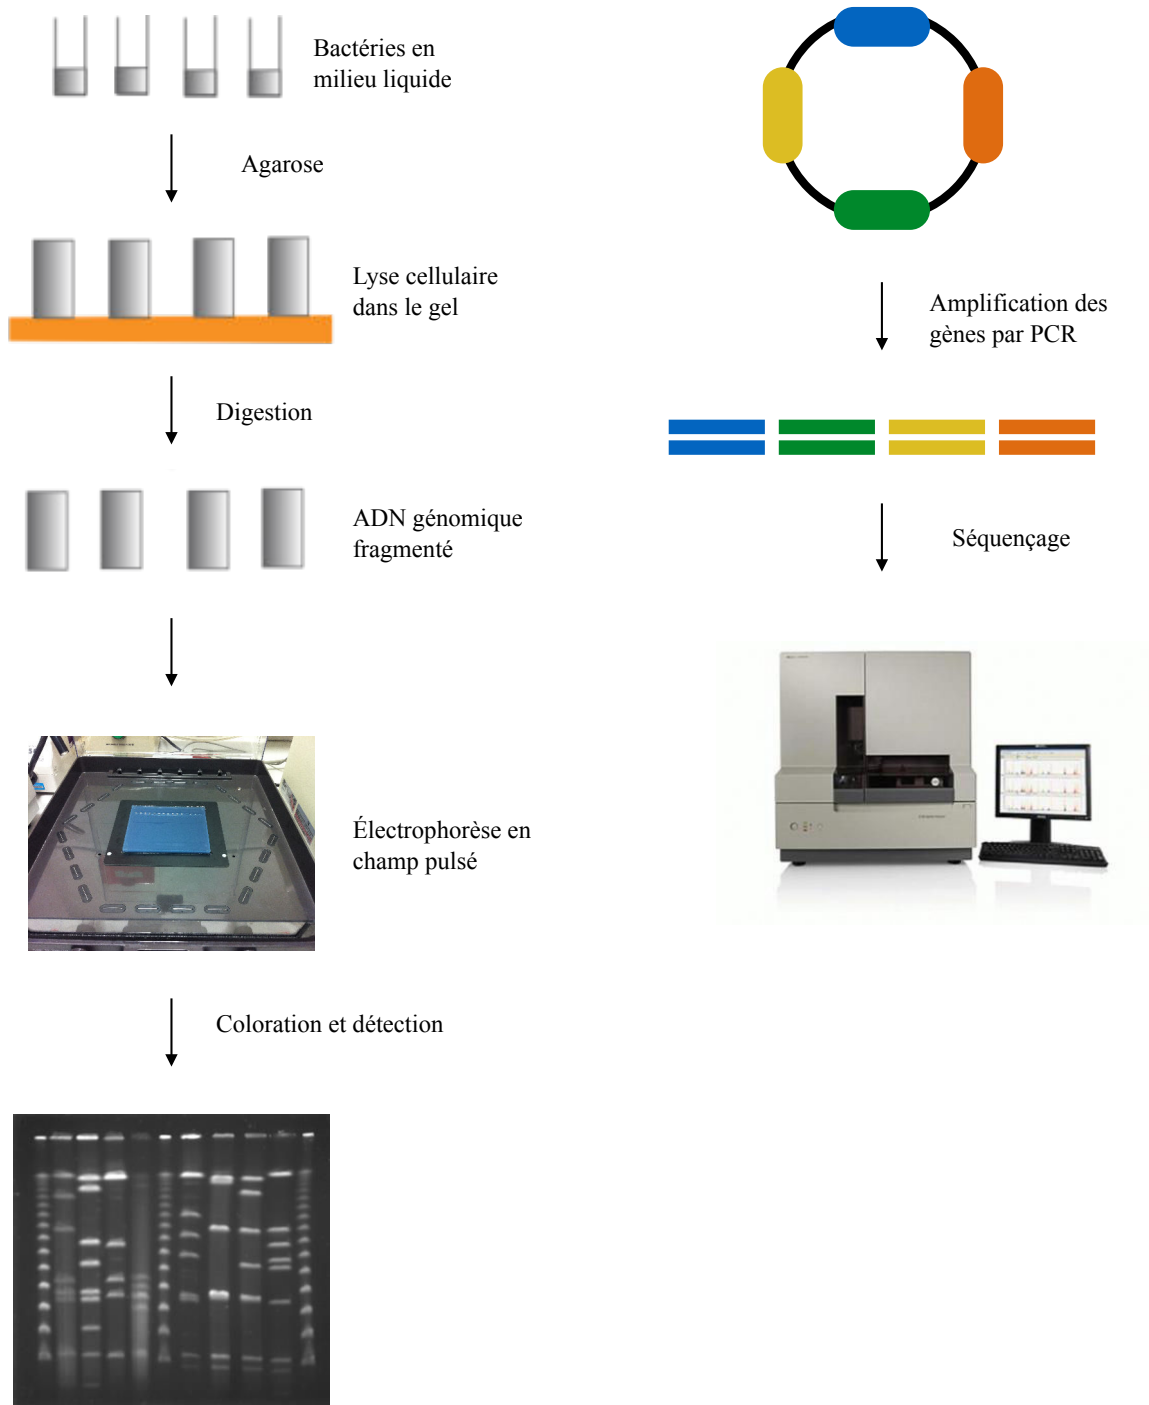 Bactéries en
milieu liquide
Agarose
Lyse cellulaire
dans le gel
Digestion
ADN génomique
fragmenté
Électrophorèse en
champ pulsé
Coloration et détection
Amplification des
gènes par PCR
Séquençage